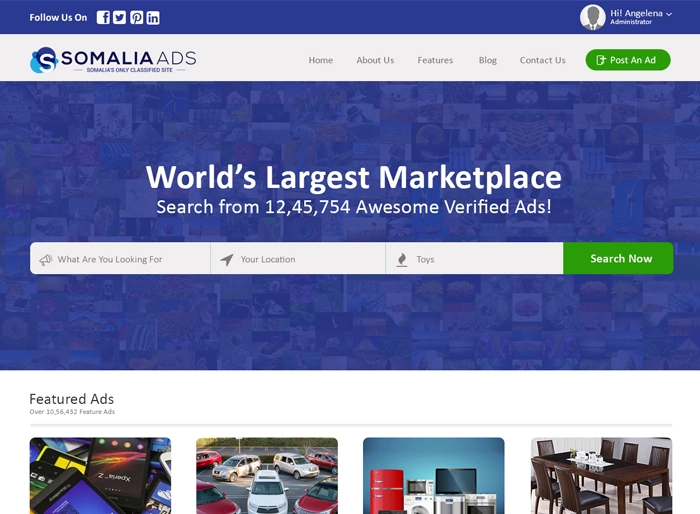 Follow Us On
Hi! Angelena
Administrator
SOMALIA ADS
SOMALIA'S ONLY CLASSIFIED SITE
Home About Us Features Blog Contact Us Post An Ad
World's Largest Marketplace
Search from 12,45,754 Awesome Verified Ads!
What Are You Looking For Your Location Toys Search Now
Featured Ads
Over 10,56,432 Feature Ads
XPERIA